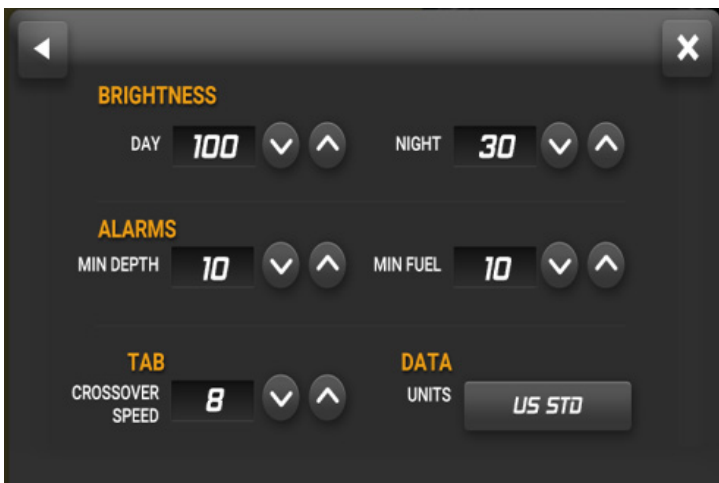 BRIGHTNESS
DAY 100 NIGHT 30
ALARMS
MIN DEPTH 10 MIN FUEL 10
TAB DATA
CROSSOVER SPEED 8 UNITS US STD